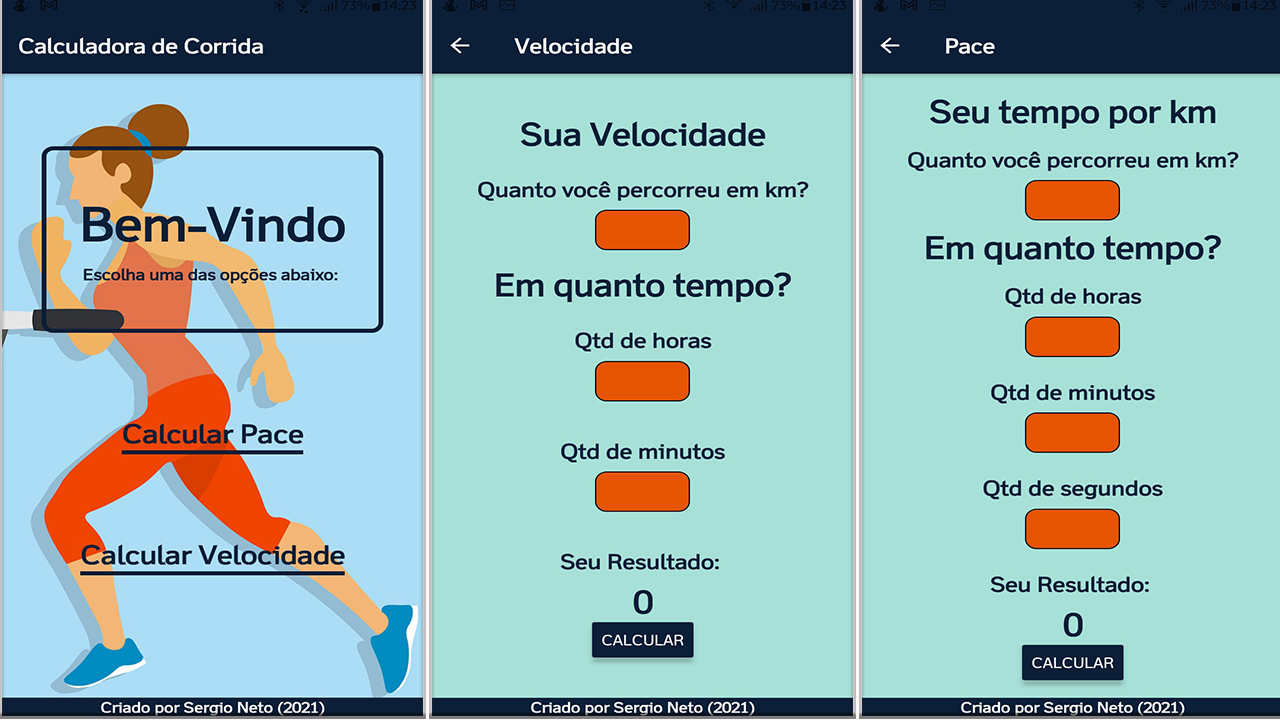 73% 14:23
Calculadora de Corrida
Bem-Vindo
Escolha uma das opções abaixo:
Calcular Pace
Calcular Velocidade
Criado por Sergio Neto (2021)
73% 14:23
Velocidade
Sua Velocidade
Quanto você percorreu em km?
Em quanto tempo?
Qtd de horas
Qtd de minutos
Seu Resultado:
0
CALCULAR
Criado por Sergio Neto (2021)
73% 14:23
Pace
Seu tempo por km
Quanto você percorreu em km?
Em quanto tempo?
Qtd de horas
Qtd de minutos
Qtd de segundos
Seu Resultado:
0
CALCULAR
Criado por Sergio Neto (2021)